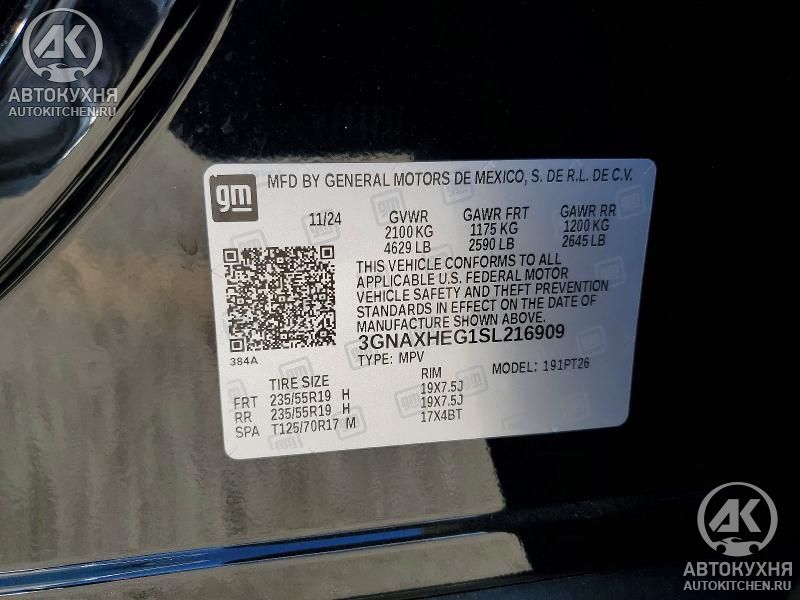 AK
АВТОКУХНЯ
AUTOKITCHEN.RU
gm
MFD BY GENERAL MOTORS DE MEXICO, S. DE R.L. DE C.V.
11/24 GVWR GAWR FRT GAWR RR
2100 KG 1175 KG 1200 KG
4629 LB 2590 LB 2645 LB
THIS VEHICLE CONFORMS TO ALL
APPLICABLE U.S. FEDERAL MOTOR
VEHICLE SAFETY AND THEFT PREVENTION
STANDARDS IN EFFECT ON THE DATE OF
MANUFACTURE SHOWN ABOVE.
3GNAXHEG1SL216909
384A
TYPE: MPV MODEL: 191PT26
TIRE SIZE RIM
FRT 235/55R19 H 19X7.5J
RR 235/55R19 H 19X7.5J
SPA T125/70R17 M 17X4BT
AK
АВТОКУХНЯ
AUTOKITCHEN.RU